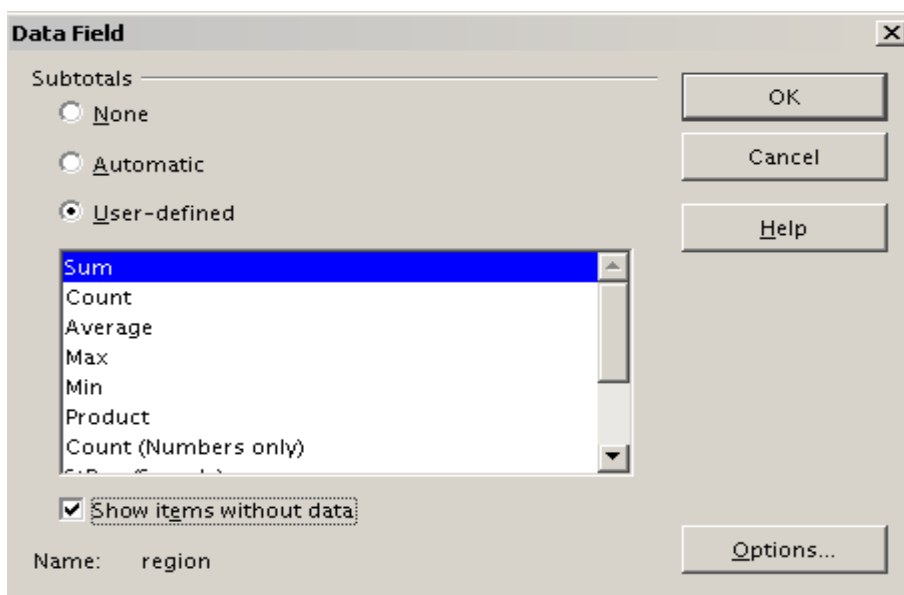 Data Field
Subtotals
None
Automatic
User-defined
Sum
Count
Average
Max
Min
Product
Count (Numbers only)
Show items without data
Name: region
OK
Cancel
Help
Options...